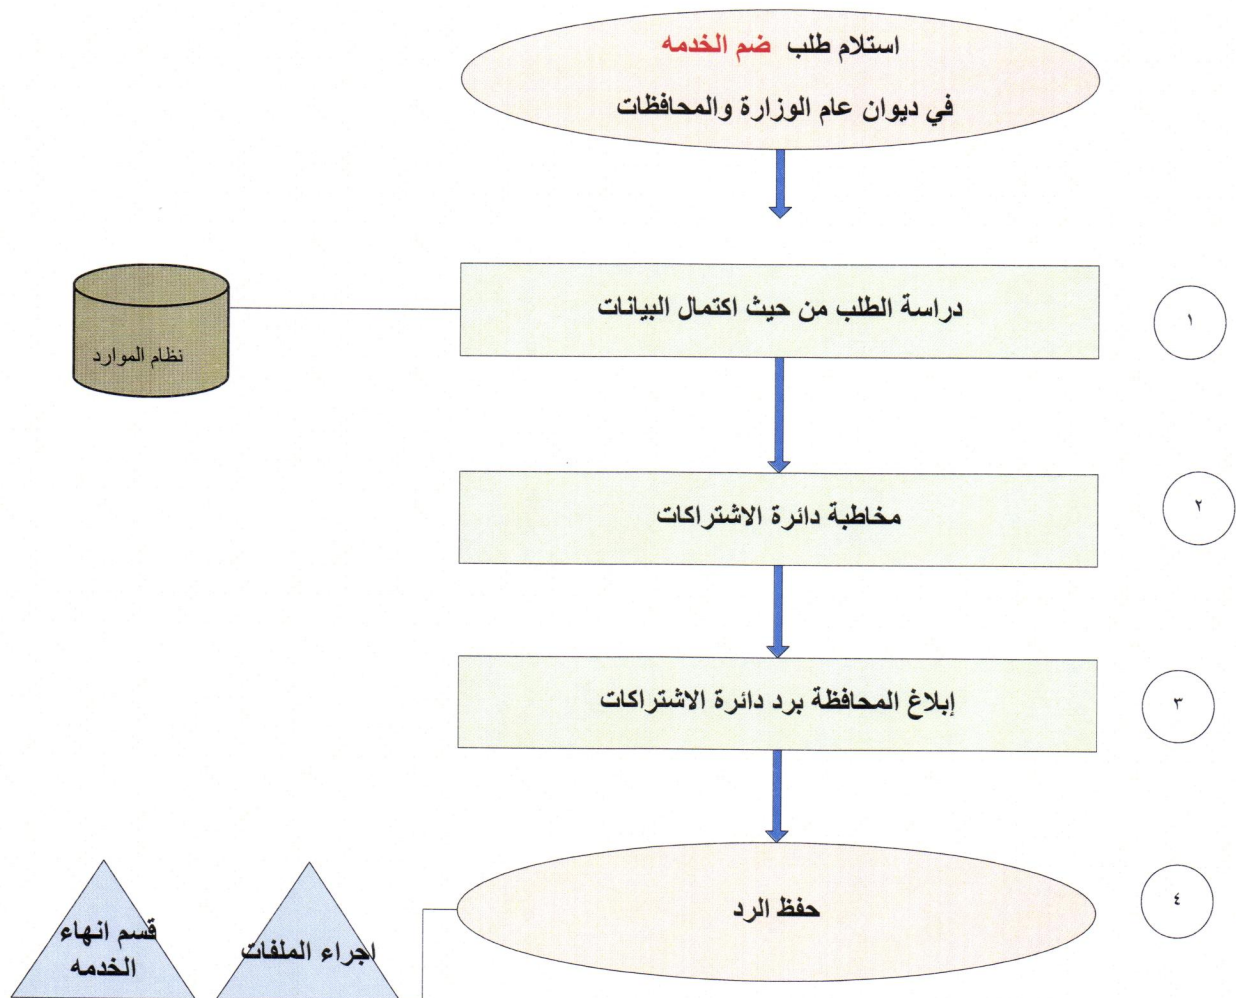 استلام طلب ضم الخدمه
في ديوان عام الوزارة والمحافظات
دراسة الطلب من حيث اكتمال البيانات
١
نظام الموارد
مخاطبة دائرة الاشتراكات
٢
إبلاغ المحافظة برد دائرة الاشتراكات
٣
حفظ الرد
٤
اجراء الملفات
قسم انهاء
الخدمه